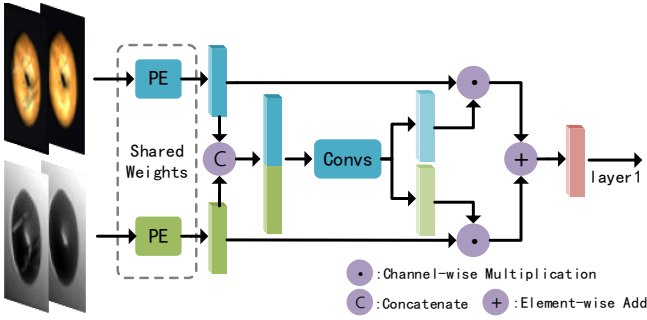 PE
Shared
Weights
C
Convs
+
layer1
PE
:Channel-wise Multiplication
C :Concatenate + :Element-wise Add